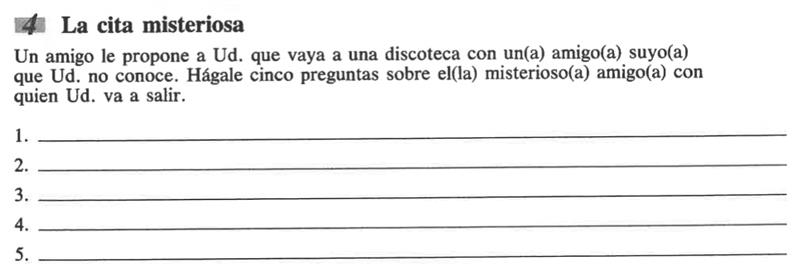 4 La cita misteriosa
Un amigo le propone a Ud. que vaya a una discoteca con un(a) amigo(a) suyo(a)
que Ud. no conoce. Hágale cinco preguntas sobre el(la) misterioso(a) amigo(a) con
quien Ud. va a salir.
1.
2.
3.
4.
5.